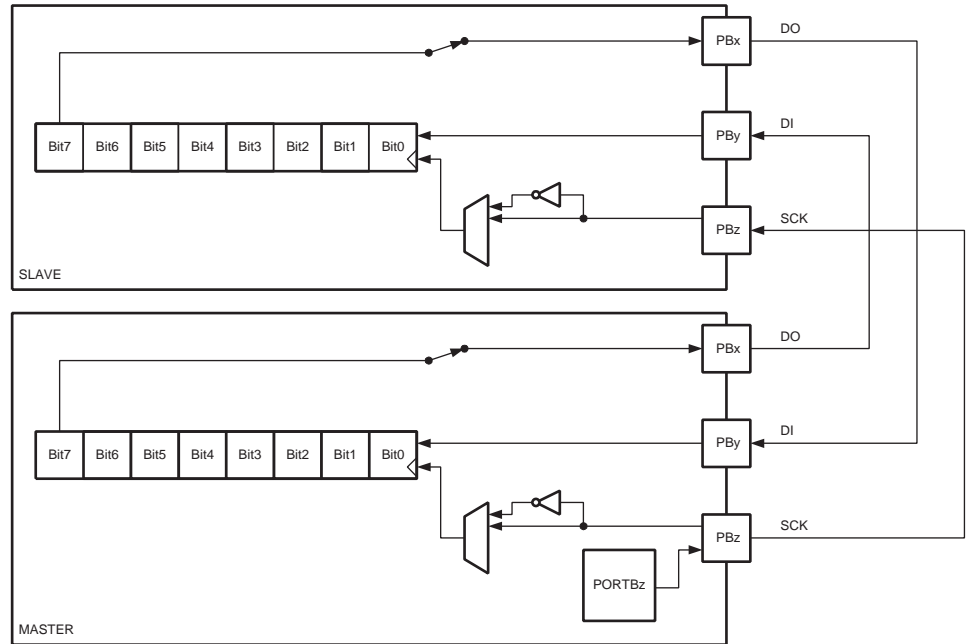 PBx DO
Bit7 Bit6 Bit5 Bit4 Bit3 Bit2 Bit1 Bit0
PBy DI
PBz SCK
SLAVE
PBx DO
Bit7 Bit6 Bit5 Bit4 Bit3 Bit2 Bit1 Bit0
PBy DI
PBz SCK
PORTBz
MASTER